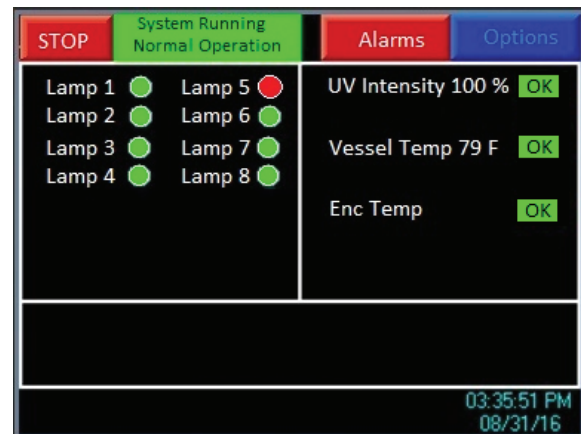 STOP
System Running
Normal Operation
Alarms
Options
Lamp 1
Lamp 5
Lamp 2
Lamp 6
Lamp 3
Lamp 7
Lamp 4
Lamp 8
UV Intensity 100 % OK
Vessel Temp 79 F OK
Enc Temp OK
03:35:51 PM
08/31/16